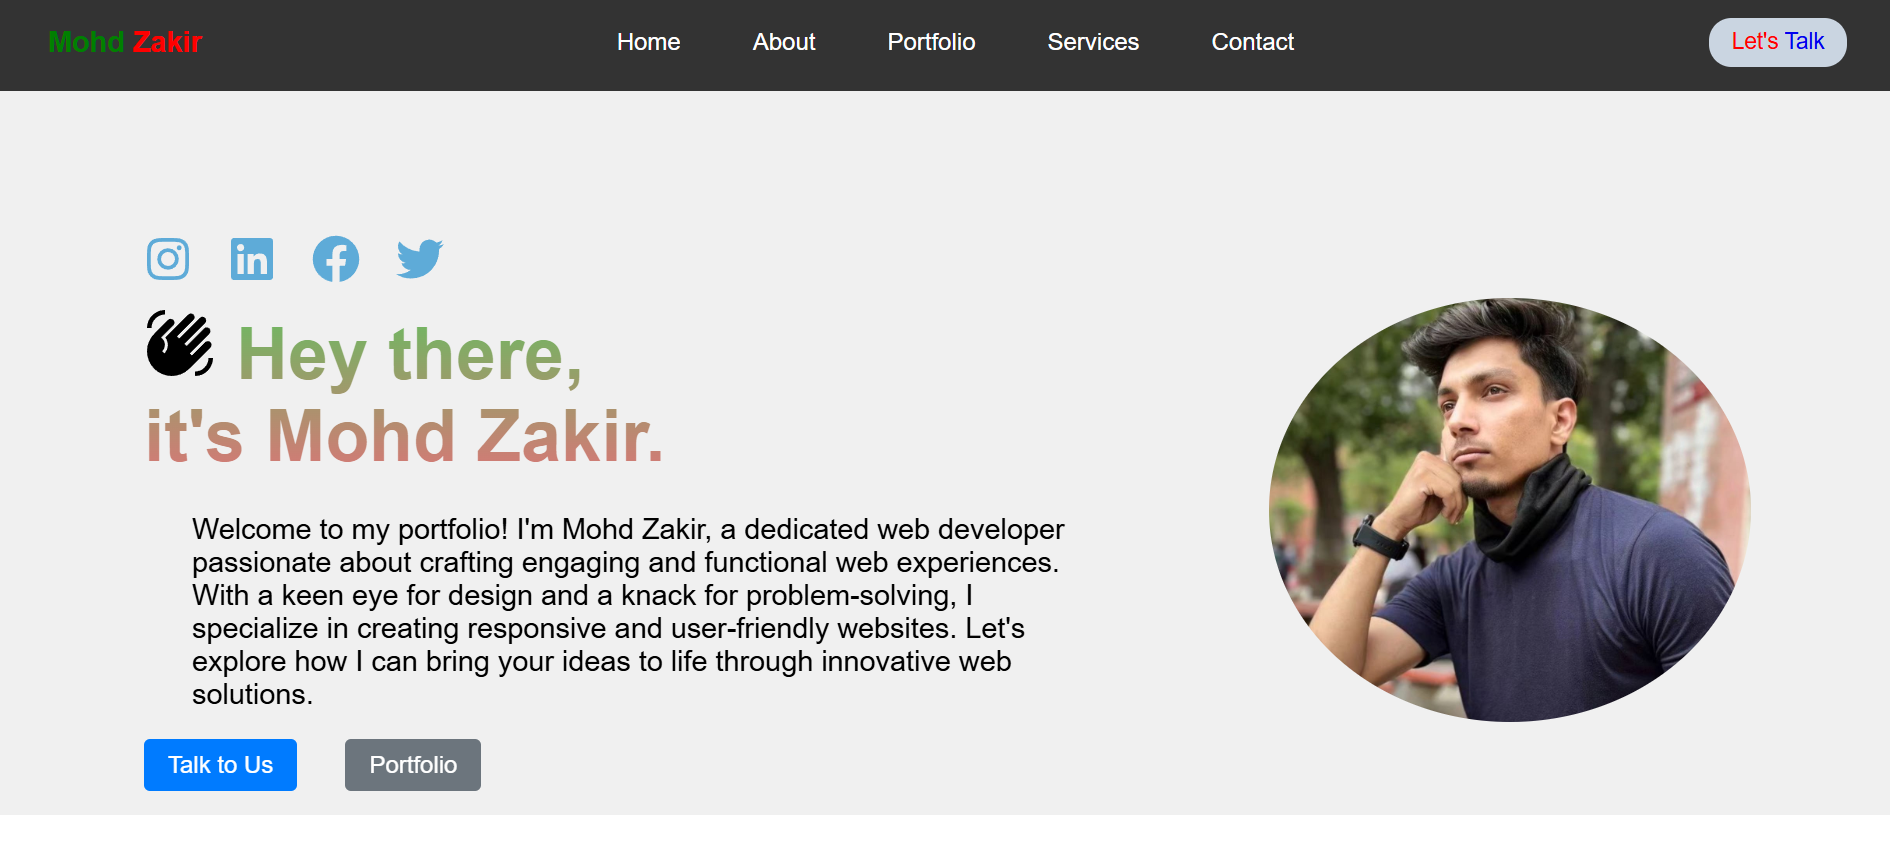 Mohd Zakir
Home About Portfolio Services Contact
Let's Talk
Hey there,
it's Mohd Zakir.
Welcome to my portfolio! I'm Mohd Zakir, a dedicated web developer
passionate about crafting engaging and functional web experiences.
With a keen eye for design and a knack for problem-solving, I
specialize in creating responsive and user-friendly websites. Let's
explore how I can bring your ideas to life through innovative web
solutions.
Talk to Us
Portfolio